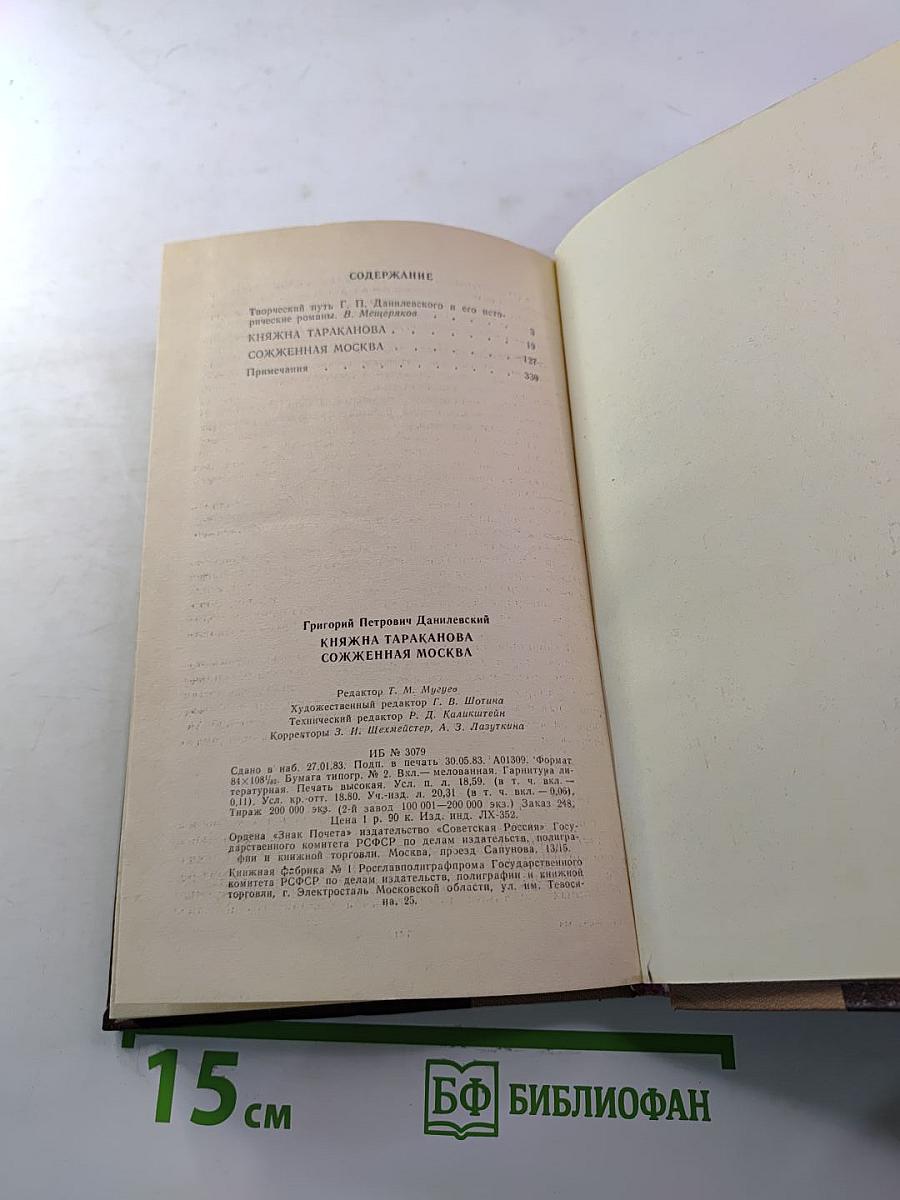 СОДЕРЖАНИЕ
Творческий путь Г. П. Данилевского и его исто-
рические романы. В. Мещеряков . . . . . . 3
КНЯЖНА ТАРАКАНОВА . . . . . . . . 19
СОЖЖЕННАЯ МОСКВА . . . . . . . . 127
Примечания . . . . . . . . . . . 339
Григорий Петрович Данилевский
КНЯЖНА ТАРАКАНОВА
СОЖЖЕННАЯ МОСКВА
Редактор Т. М. Мугуев
Художественный редактор Г. В. Шотина
Технический редактор Р. Д. Каликштейн
Корректоры З. И. Шехмейстер, А. З. Лазуткина
ИБ № 3079
Сдано в наб. 27.01.83. Подп. в печать 30.05.83. А01309. Формат
84×108¹/₃₂. Бумага типогр. № 2. Вкл.— мелованная. Гарнитура ли-
тературная. Печать высокая. Усл. п. л. 18,59. (в т. ч. вкл.—
0,11). Усл. кр.-отт. 18.80. Уч.-изд. л. 20,31 (в т. ч. вкл.— 0,06),
Тираж 200 000 экз. (2-й завод 100 001—200 000 экз.) Заказ 248.
Цена 1 р. 90 к. Изд. инд. ЛХ-352.
Ордена «Знак Почета» издательство «Советская Россия» Госу-
дарственного комитета РСФСР по делам издательств, полигра-
фии и книжной торговли. Москва, проезд Сапунова, 13/15.
Книжная фабрика № 1 Росглавполиграфпрома Государственного
комитета РСФСР по делам издательств, полиграфии и книжной
торговли, г. Электросталь Московской области, ул. им. Тевося-
на, 25.
15 см
БФ БИБЛИОФАН